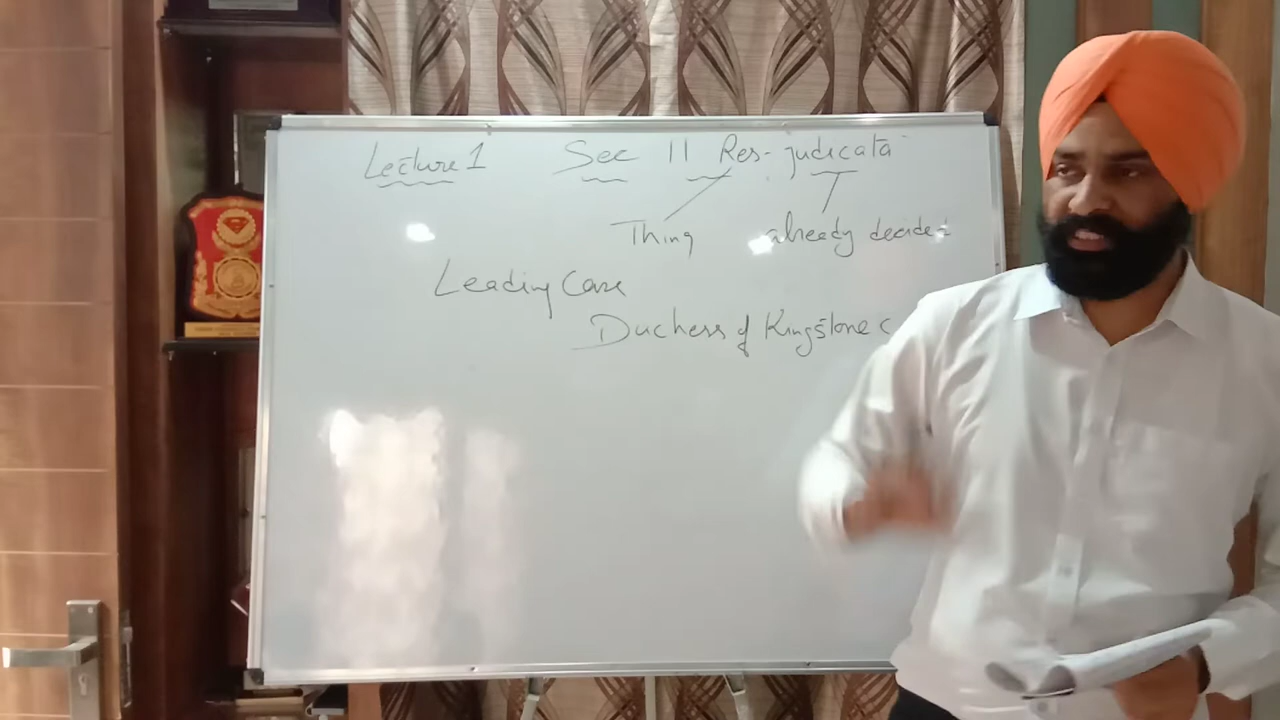 Lecture 1 Sec 11 Res-judicata
Thing already decided
Leading Case
Duchess of Kingstone c